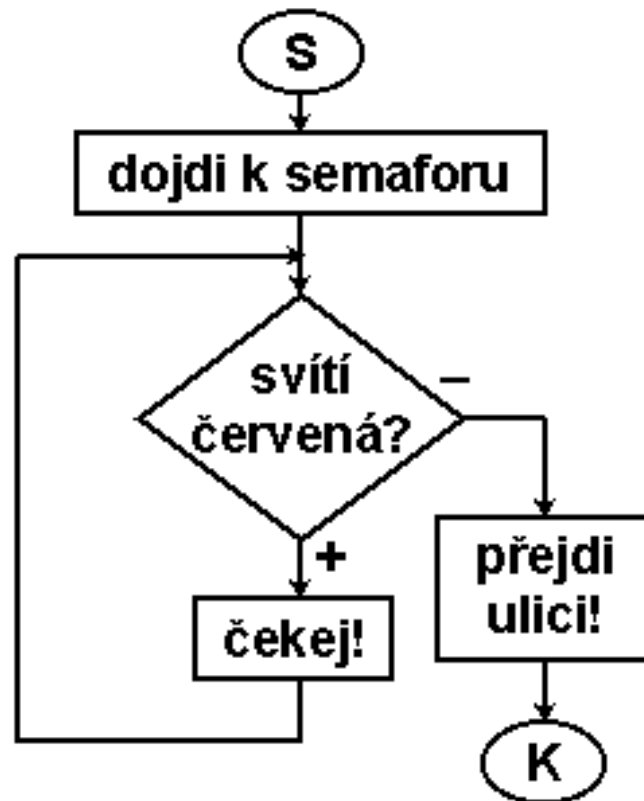 S
dojdi k semaforu
svítí
červená?
–
+
čekej!
přejdi
ulici!
K